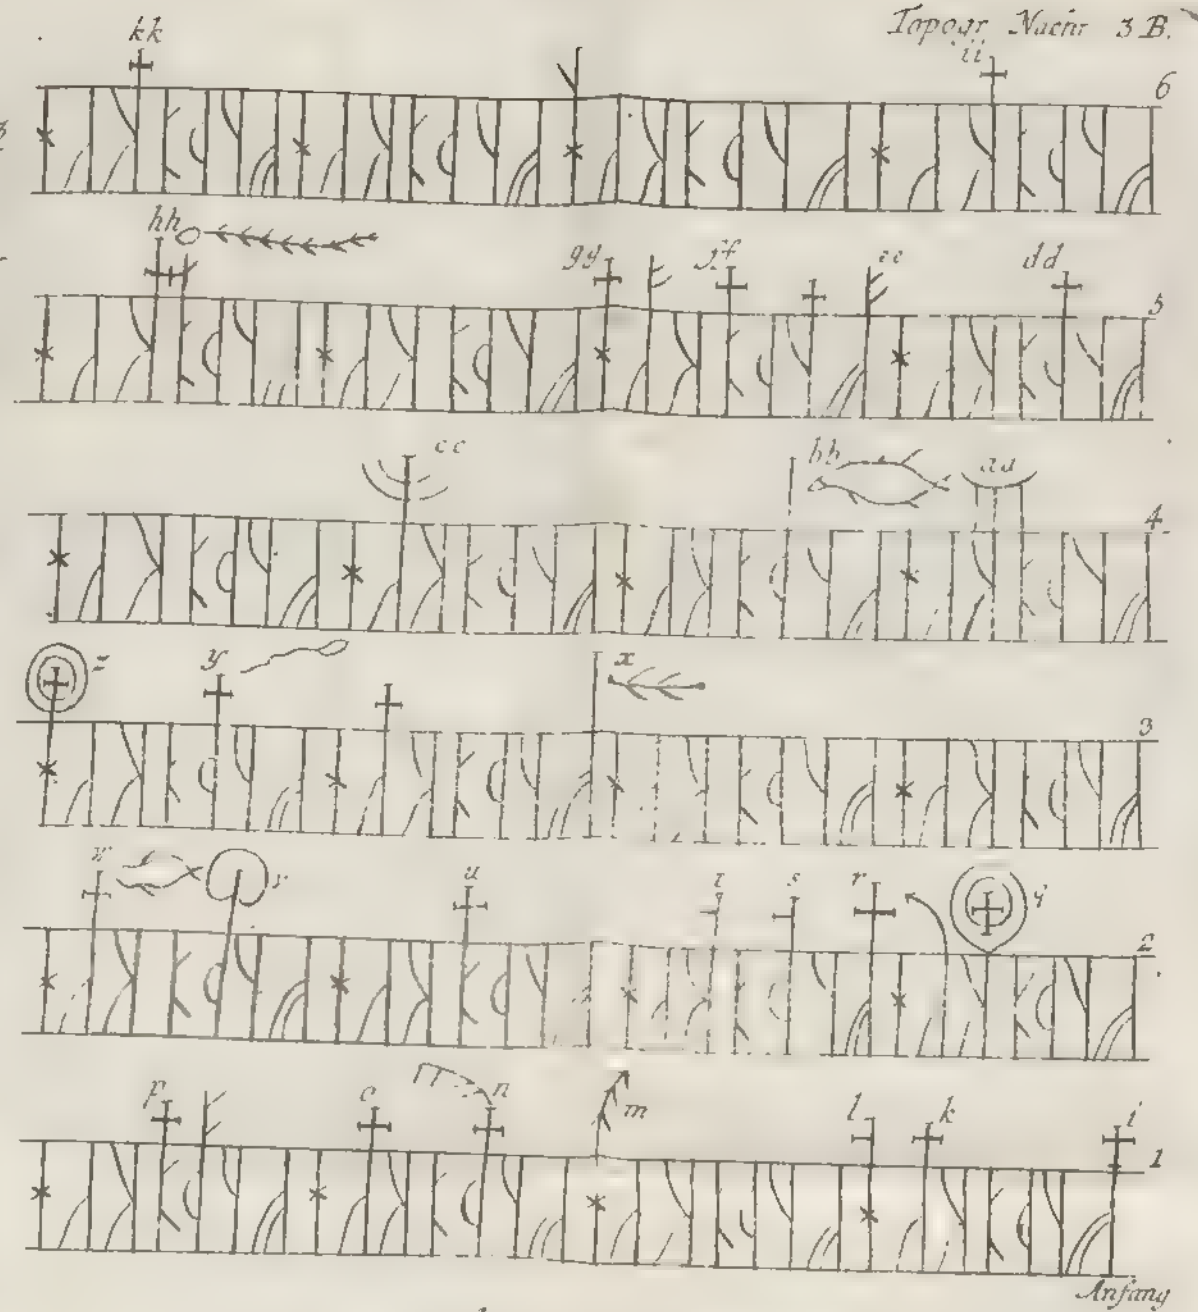 Topogr Nachr 3 B.
kk ii 6
hh gg ff ee dd 5
cc bb aa 4
z y x 3
w v u t s r q 2
p o n m l k i 1
Anfang